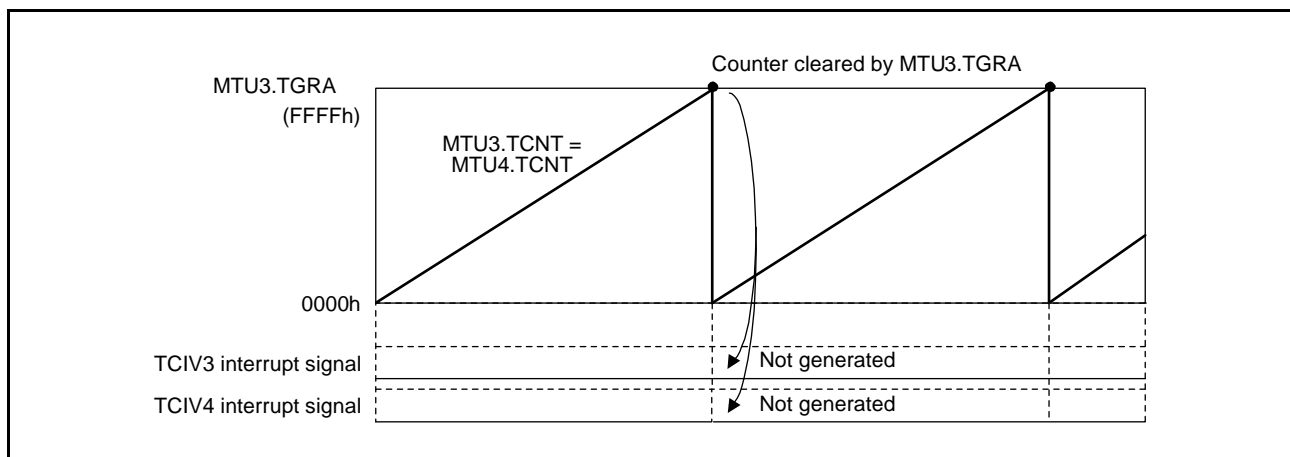 Counter cleared by MTU3.TGRA
MTU3.TGRA
(FFFFh)
MTU3.TCNT =
MTU4.TCNT
0000h
TCIV3 interrupt signal
Not generated
TCIV4 interrupt signal
Not generated